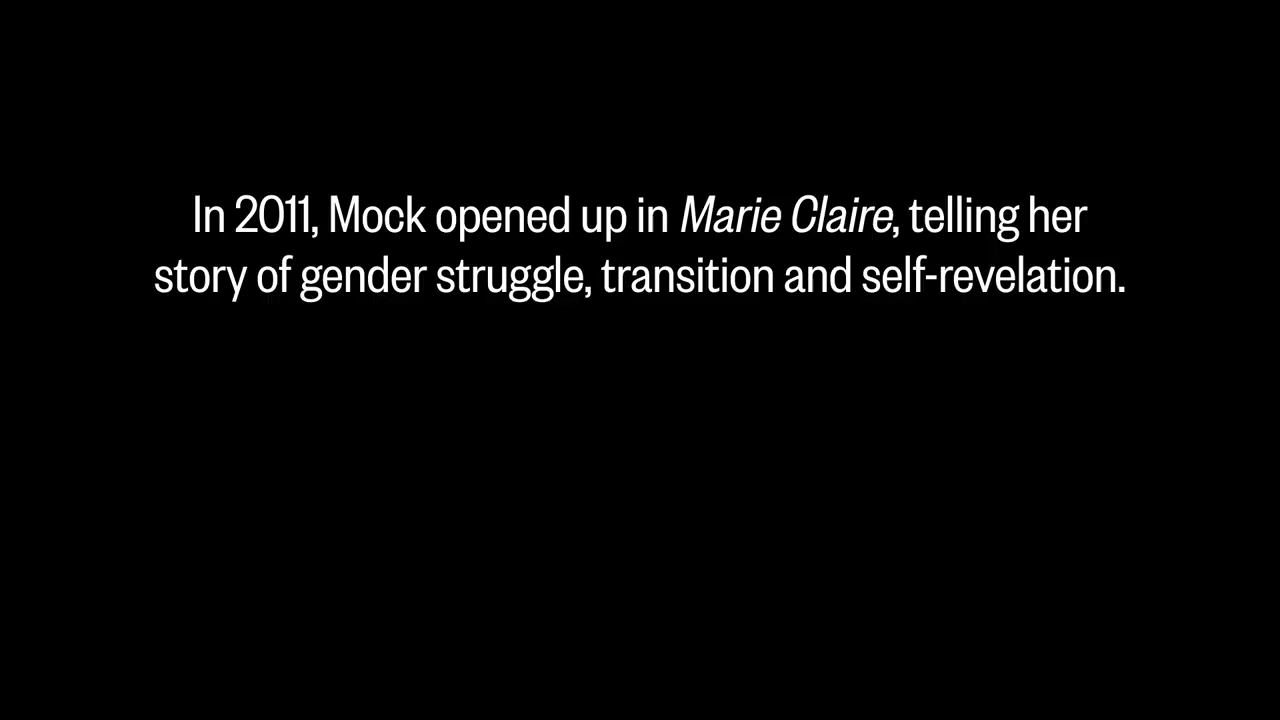 In 2011, Mock opened up in Marie Claire, telling her
story of gender struggle, transition and self-revelation.